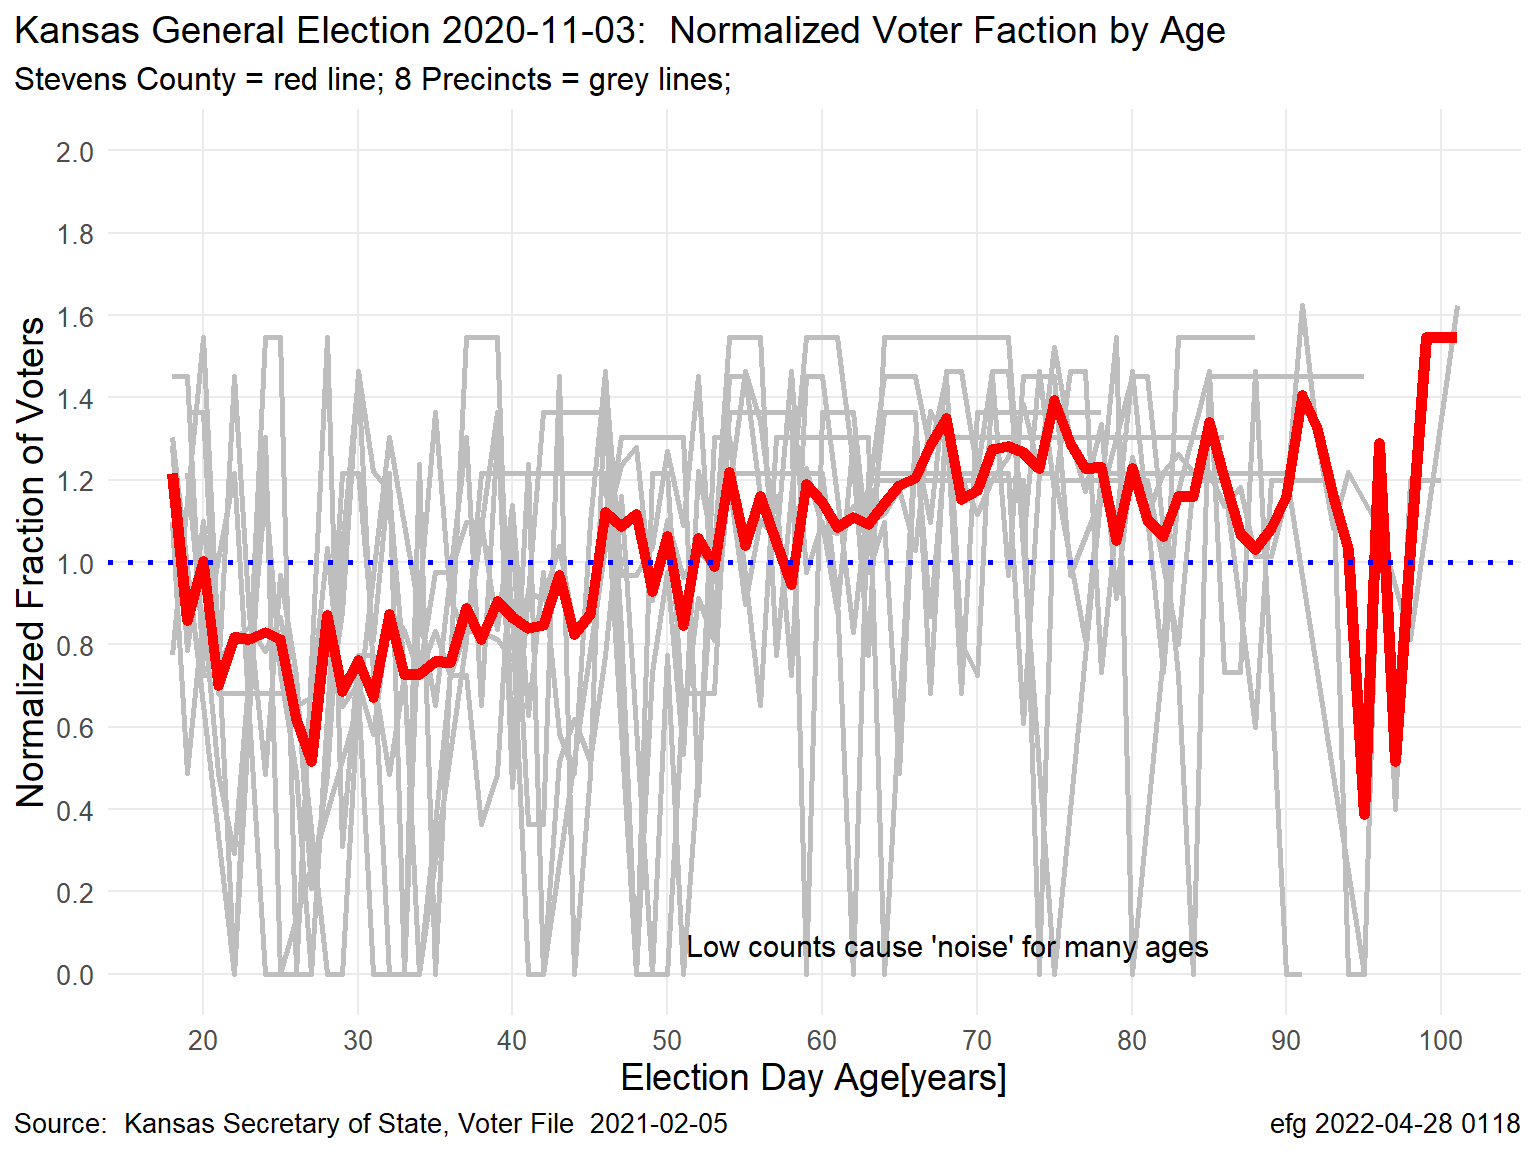 Kansas General Election 2020-11-03:  Normalized Voter Faction by Age
Stevens County = red line; 8 Precincts = grey lines;
Normalized Fraction of Voters
2.0
1.8
1.6
1.4
1.2
1.0
0.8
0.6
0.4
0.2
0.0
Low counts cause 'noise' for many ages
20 30 40 50 60 70 80 90 100
Election Day Age[years]
Source:  Kansas Secretary of State, Voter File  2021-02-05
efg 2022-04-28 0118